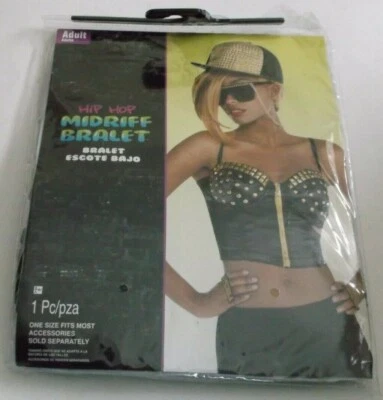 Adult
HIP HOP
MIDRIFF
BRALET
BRALET
ESCOTE BAJO
1 Pc/pza
ONE SIZE FITS MOST
ACCESSORIES
SOLD SEPARATELY